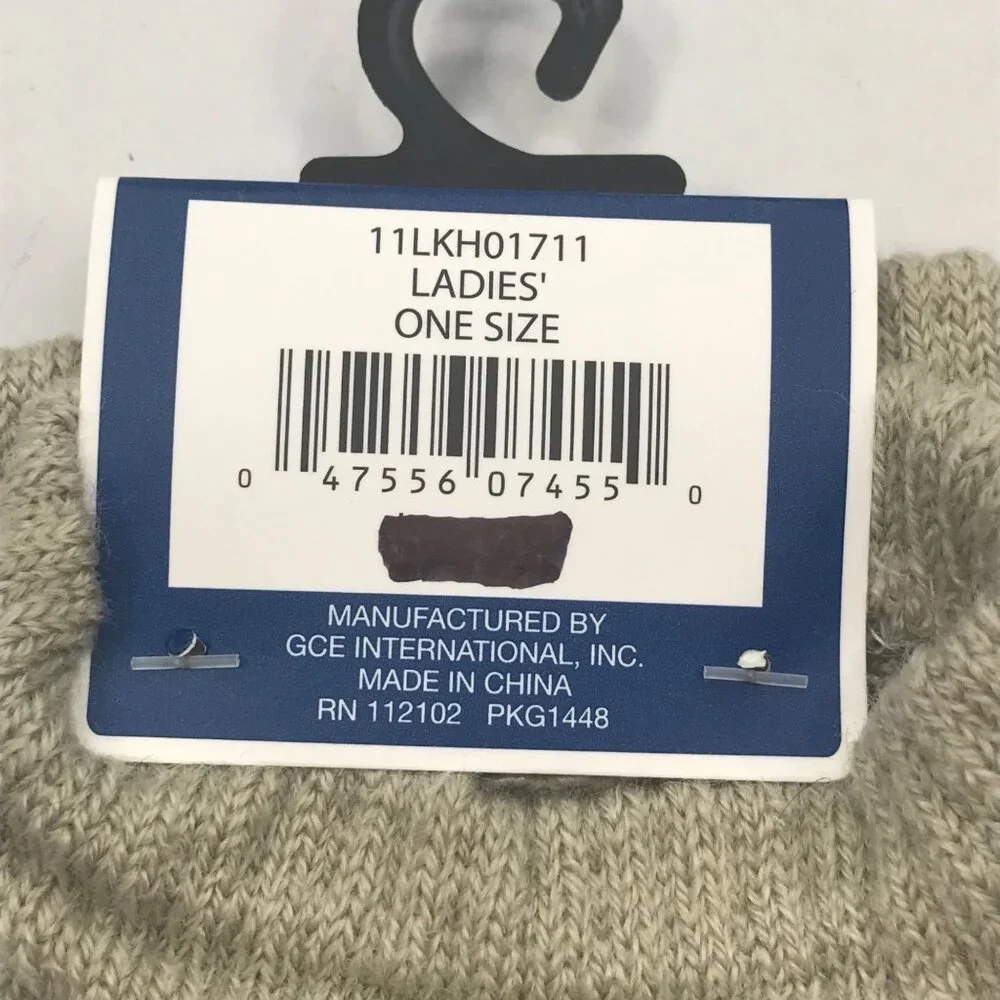 11LKH01711
LADIES'
ONE SIZE
0 47556 07455 0
MANUFACTURED BY
GCE INTERNATIONAL, INC.
MADE IN CHINA
RN 112102 PKG1448